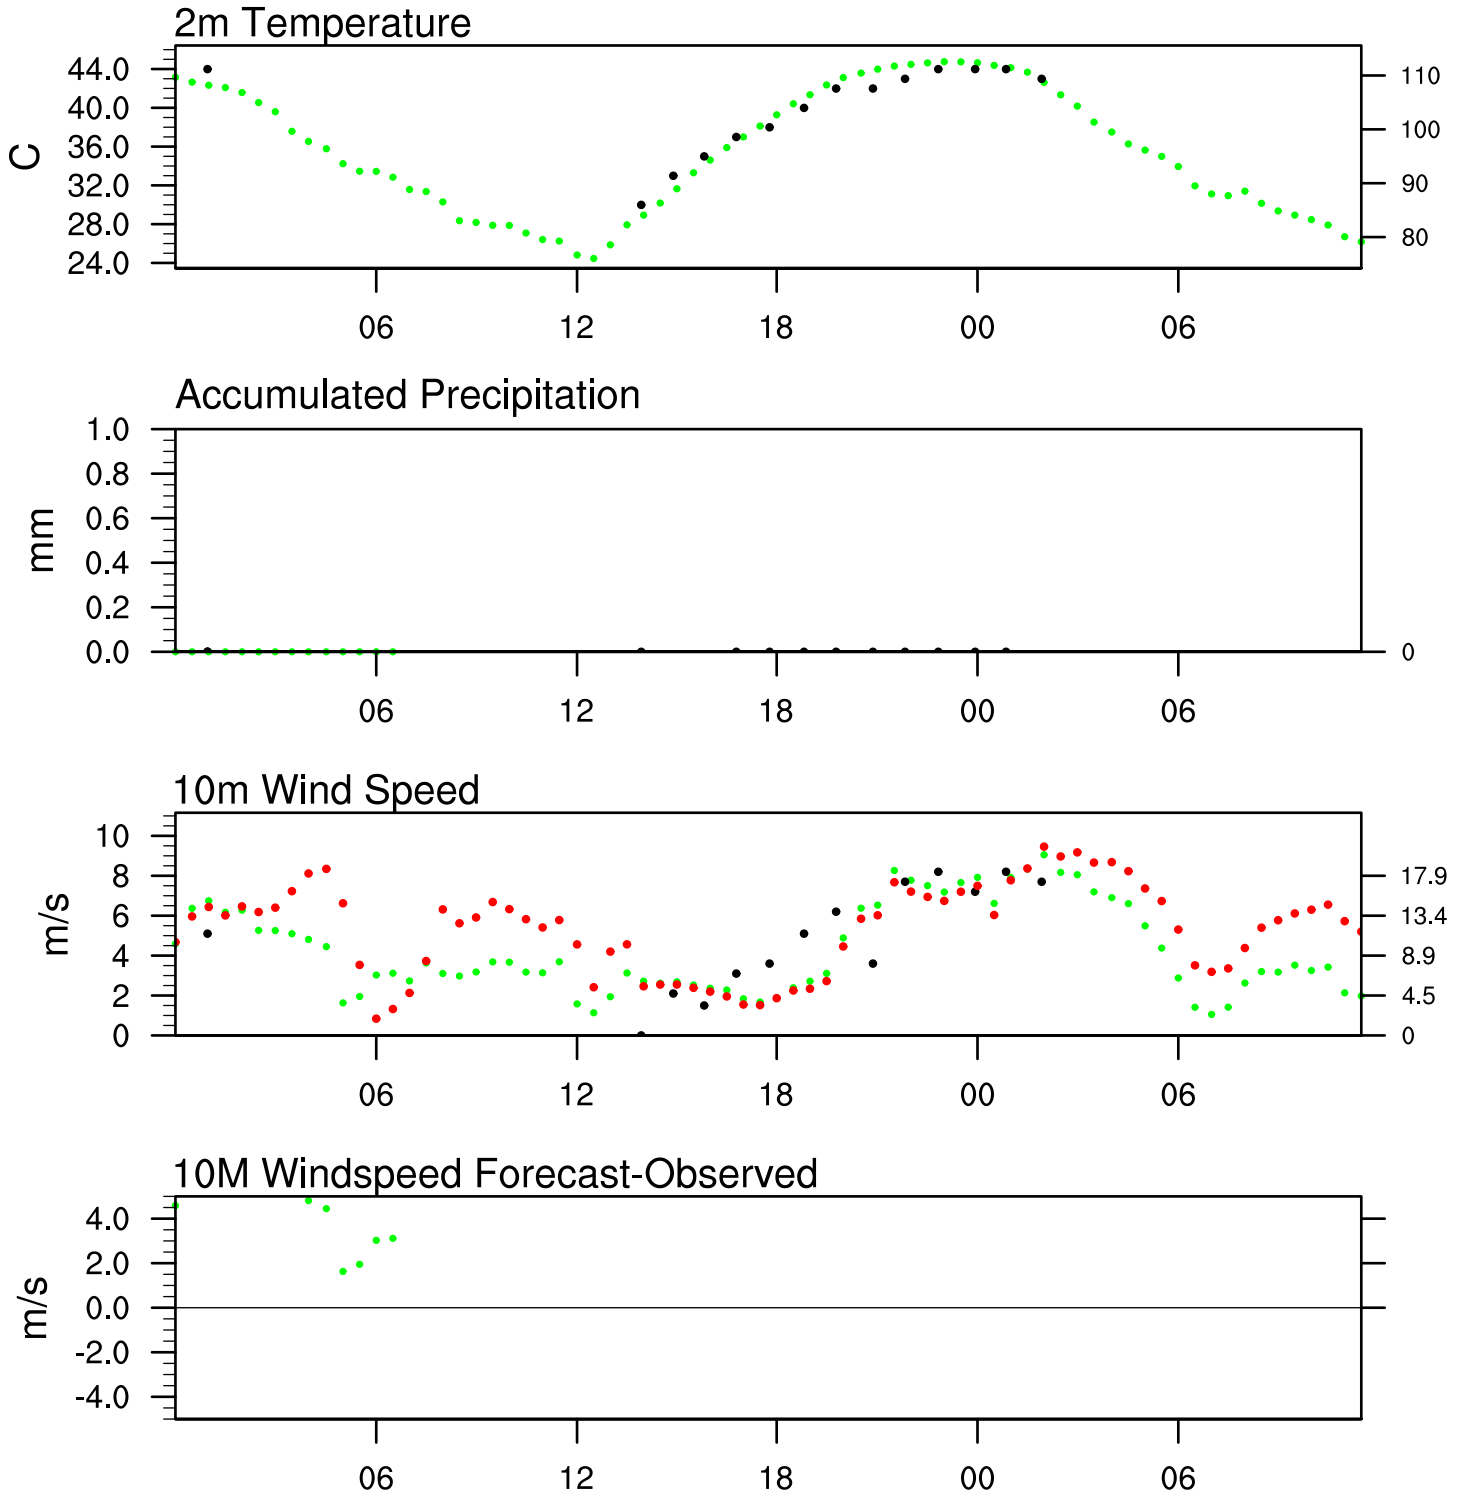 2m Temperature
44.0
40.0
36.0
32.0
28.0
24.0
C
110
100
90
80
06 12 18 00 06
Accumulated Precipitation
1.0
0.8
0.6
0.4
0.2
0.0
mm
0
06 12 18 00 06
10m Wind Speed
10
8
6
4
2
0
m/s
17.9
13.4
8.9
4.5
0
06 12 18 00 06
10M Windspeed Forecast-Observed
4.0
2.0
0.0
-2.0
-4.0
m/s
06 12 18 00 06